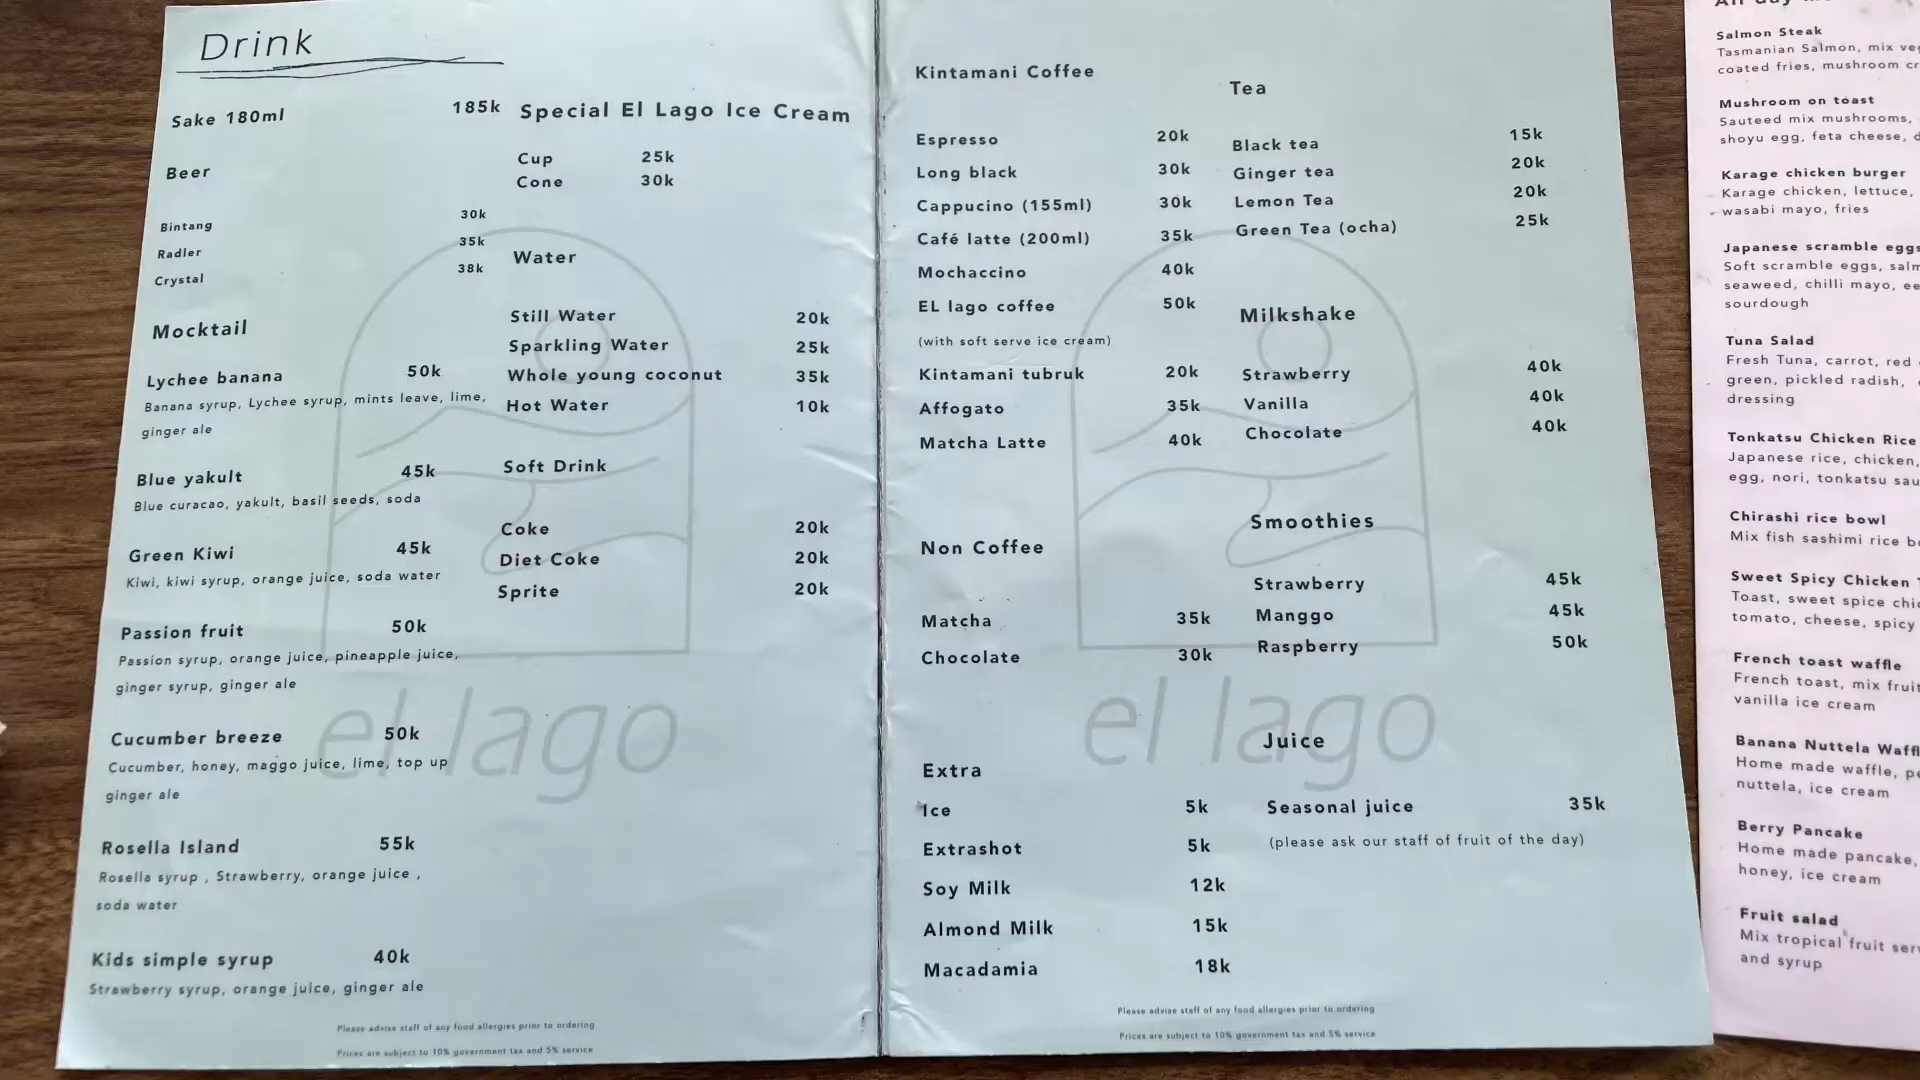 Drink
Sake 180ml 185k
Beer
Bintang 30k
Radler 35k
Crystal 38k
Mocktail
Lychee banana 50k
Banana syrup, Lychee syrup, mints leave, lime,
ginger ale
Blue yakult 45k
Blue curacao, yakult, basil seeds, soda
Green Kiwi 45k
Kiwi, kiwi syrup, orange juice, soda water
Passion fruit 50k
Passion syrup, orange juice, pineapple juice,
ginger syrup, ginger ale
Cucumber breeze 50k
Cucumber, honey, maggo juice, lime, top up
ginger ale
Rosella Island 55k
Rosella syrup , Strawberry, orange juice ,
soda water
Kids simple syrup 40k
Strawberry syrup, orange juice, ginger ale
Special El Lago Ice Cream
Cup 25k
Cone 30k
Water
Still Water 20k
Sparkling Water 25k
Whole young coconut 35k
Hot Water 10k
Soft Drink
Coke 20k
Diet Coke 20k
Sprite 20k
el lago
Please advise staff of any food allergies prior to ordering
Prices are subject to 10% government tax and 5% service
Kintamani Coffee
Espresso 20k
Long black 30k
Cappucino (155ml) 30k
Café latte (200ml) 35k
Mochaccino 40k
EL lago coffee 50k
(with soft serve ice cream)
Kintamani tubruk 20k
Affogato 35k
Matcha Latte 40k
Non Coffee
Matcha 35k
Chocolate 30k
Extra
Ice 5k
Extrashot 5k
Soy Milk 12k
Almond Milk 15k
Macadamia 18k
Tea
Black tea 15k
Ginger tea 20k
Lemon Tea 20k
Green Tea (ocha) 25k
Milkshake
Strawberry 40k
Vanilla 40k
Chocolate 40k
Smoothies
Strawberry 45k
Manggo 45k
Raspberry 50k
Juice
Seasonal juice 35k
(please ask our staff of fruit of the day)
el lago
Please advise staff of any food allergies prior to ordering
Prices are subject to 10% government tax and 5% service
Salmon Steak
Tasmanian Salmon, mix
coated fries, mushroom
Mushroom on toast
Sauteed mix mushrooms,
shoyu egg, feta cheese,
Karage chicken burger
Karage chicken, lettuce,
wasabi mayo, fries
Japanese scramble eggs
Soft scramble eggs,
seaweed, chilli mayo,
sourdough
Tuna Salad
Fresh Tuna, carrot, red
green, pickled radish,
dressing
Tonkatsu Chicken Rice
Japanese rice, chicken,
egg, nori, tonkatsu
Chirashi rice bowl
Mix fish sashimi rice
Sweet Spicy Chicken
Toast, sweet spice
tomato, cheese, spicy
French toast waffle
French toast, mix
vanilla ice cream
Banana Nuttela
Home made waffle,
nuttela, ice cream
Berry Pancake
Home made pancake,
honey, ice cream
Fruit salad
Mix tropical fruit
and syrup